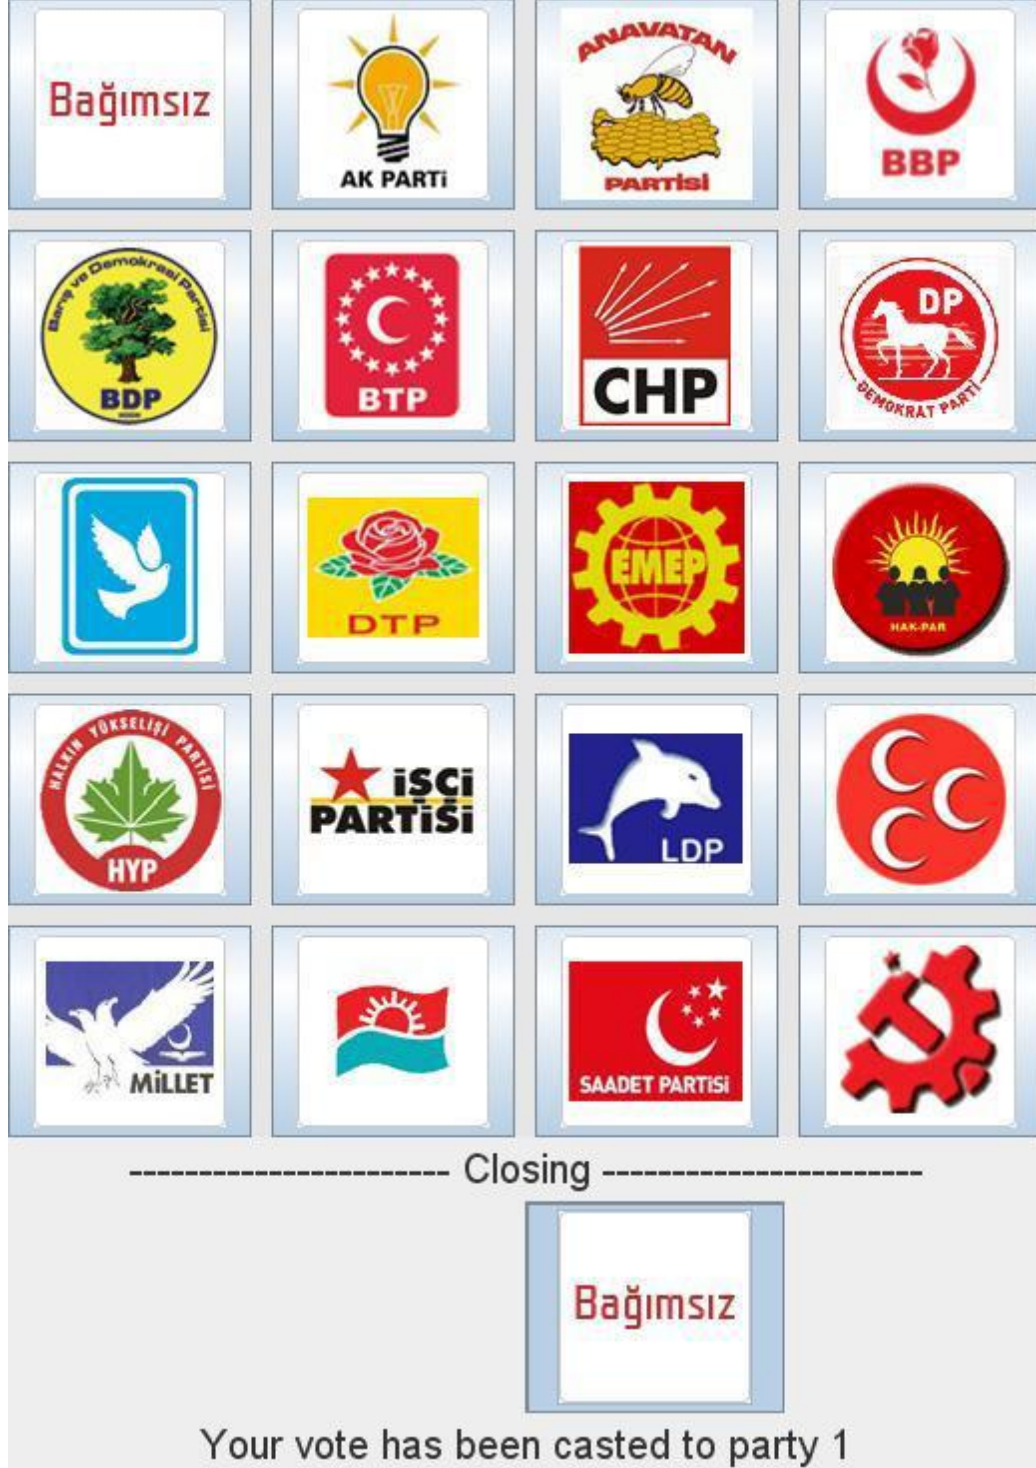 Bağımsız
AK PARTi
ANAVATAN
PARTİSİ
BBP
Barış ve Demokrasi Partisi
BDP
BTP
CHP
DP
DEMOKRAT PARTİ
DTP
EMEP
HAK-PAR
HALKIN YÜKSELİŞİ PARTİSİ
HYP
İŞÇİ
PARTİSİ
LDP
MİLLET
SAADET PARTİSİ
----------------------- Closing -----------------------
Bağımsız
Your vote has been casted to party 1